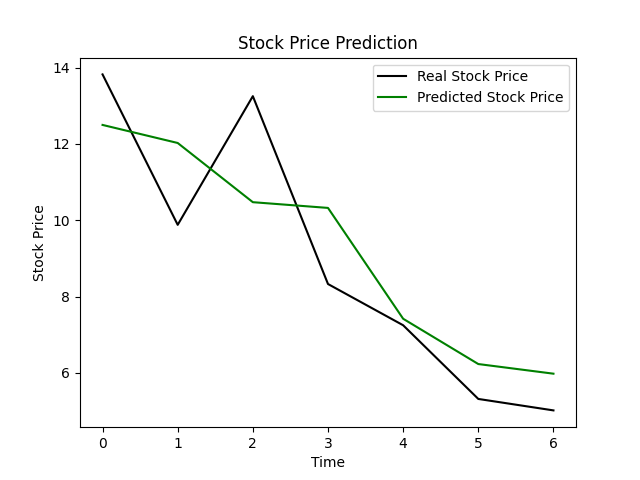 Stock Price Prediction
Real Stock Price
Predicted Stock Price
Stock Price
14
12
10
8
6
0 1 2 3 4 5 6
Time